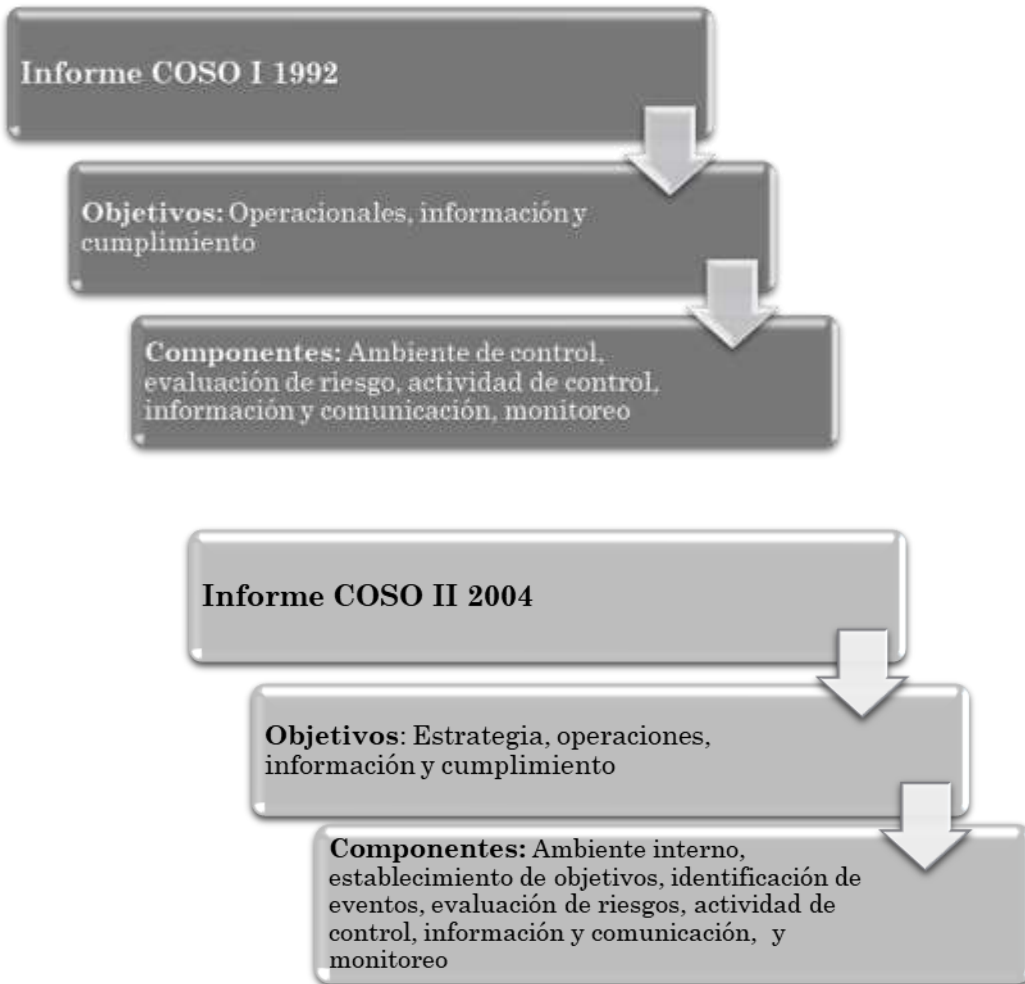 Informe COSO I 1992
Objetivos: Operacionales, información y
cumplimiento
Componentes: Ambiente de control,
evaluación de riesgo, actividad de control,
información y comunicación, monitoreo
Informe COSO II 2004
Objetivos: Estrategia, operaciones,
información y cumplimiento
Componentes: Ambiente interno,
establecimiento de objetivos, identificación de
eventos, evaluación de riesgos, actividad de
control, información y comunicación, y
monitoreo